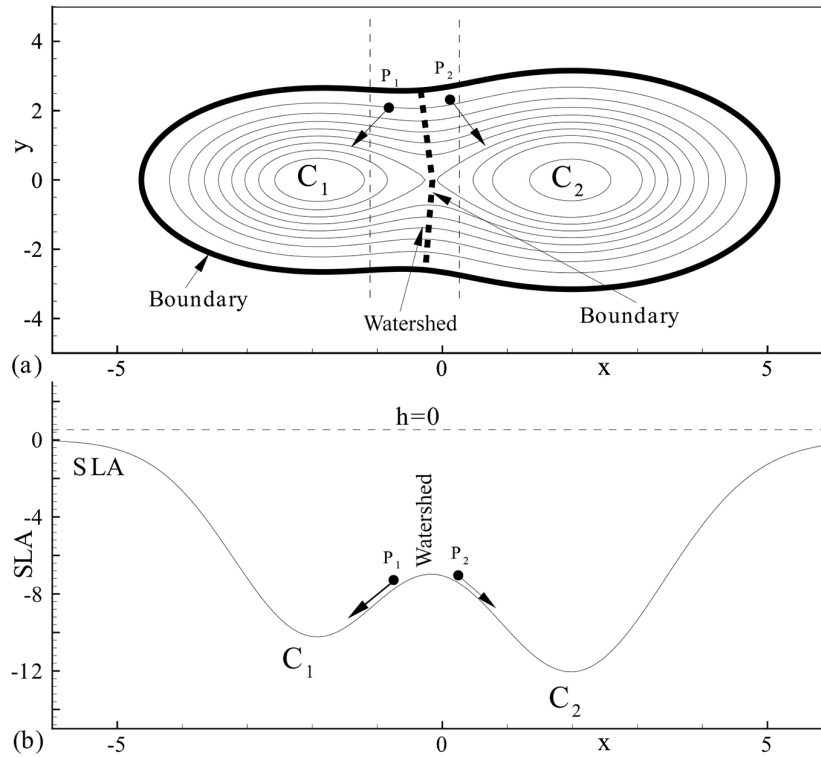 4
2
0
-2
-4
y
P1
P2
C1
C2
Boundary
Watershed
Boundary
(a)
-5
0
x
5
h=0
0
-4
-8
-12
SLA
SLA
Watershed
P1
P2
C1
C2
(b)
-5
0
x
5